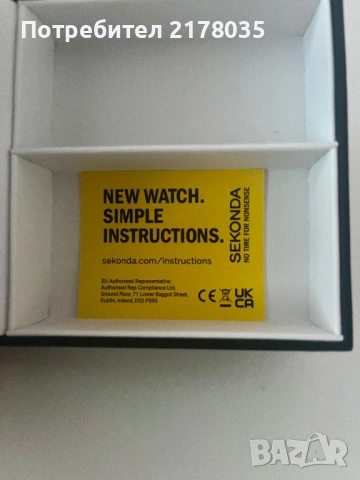 Потребител 2178035
NEW WATCH.
SIMPLE
INSTRUCTIONS.
sekonda.com/instructions
EU Authorised Representative:
Authorised Rep Compliance Ltd.
Ground Floor, 71 Lower Baggot Street,
Dublin, Ireland, D02 P593
SEKONDA
NO TIME FOR NONSENSE
CE
UK
CA
BAZAR